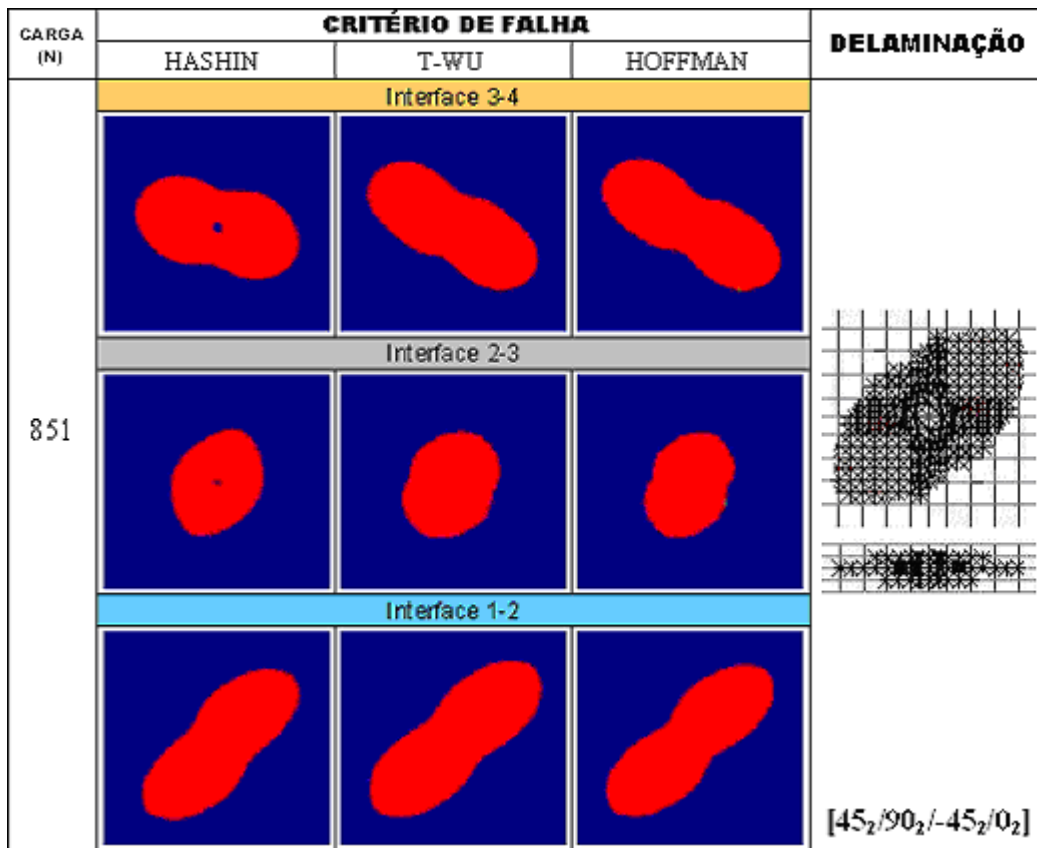 CARGA
(N)
CRITÉRIO DE FALHA
DELAMINAÇÃO
HASHIN
T-WU
HOFFMAN
Interface 3-4
Interface 2-3
851
Interface 1-2
[45₂/90₂/-45₂/0₂]